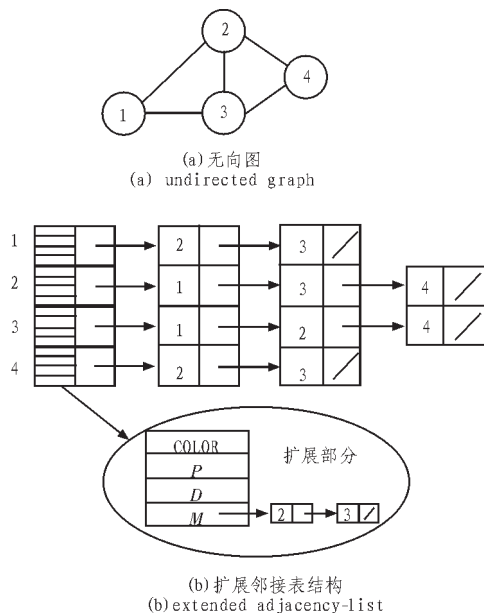 2
4
1
3
(a)无向图
(a) undirected graph
1 2 3
2 1 3 4
3 1 2 4
4 2 3
COLOR
扩展部分
P
D
M 2 3
(b)扩展邻接表结构
(b)extended adjacency-list